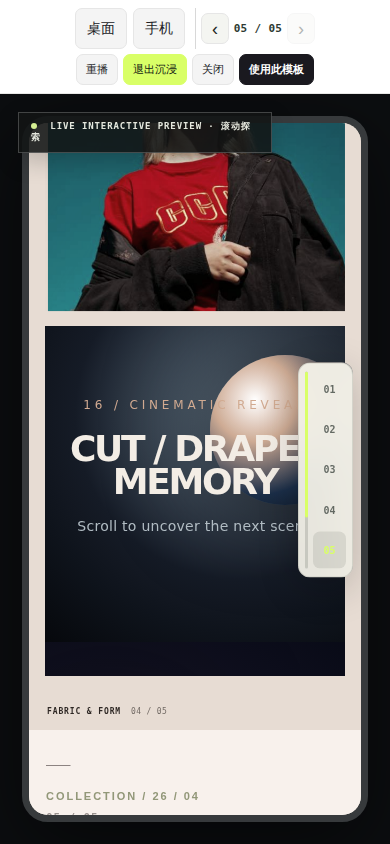 桌面 手机 ‹ 05 / 05 ›
重播 退出沉浸 关闭 使用此模板
LIVE INTERACTIVE PREVIEW · 滚动探
索
16 / CINEMATIC REVEA
CUT / DRAPE
MEMORY
Scroll to uncover the next scen
01
02
03
04
05
FABRIC & FORM 04 / 05
COLLECTION / 26 / 04